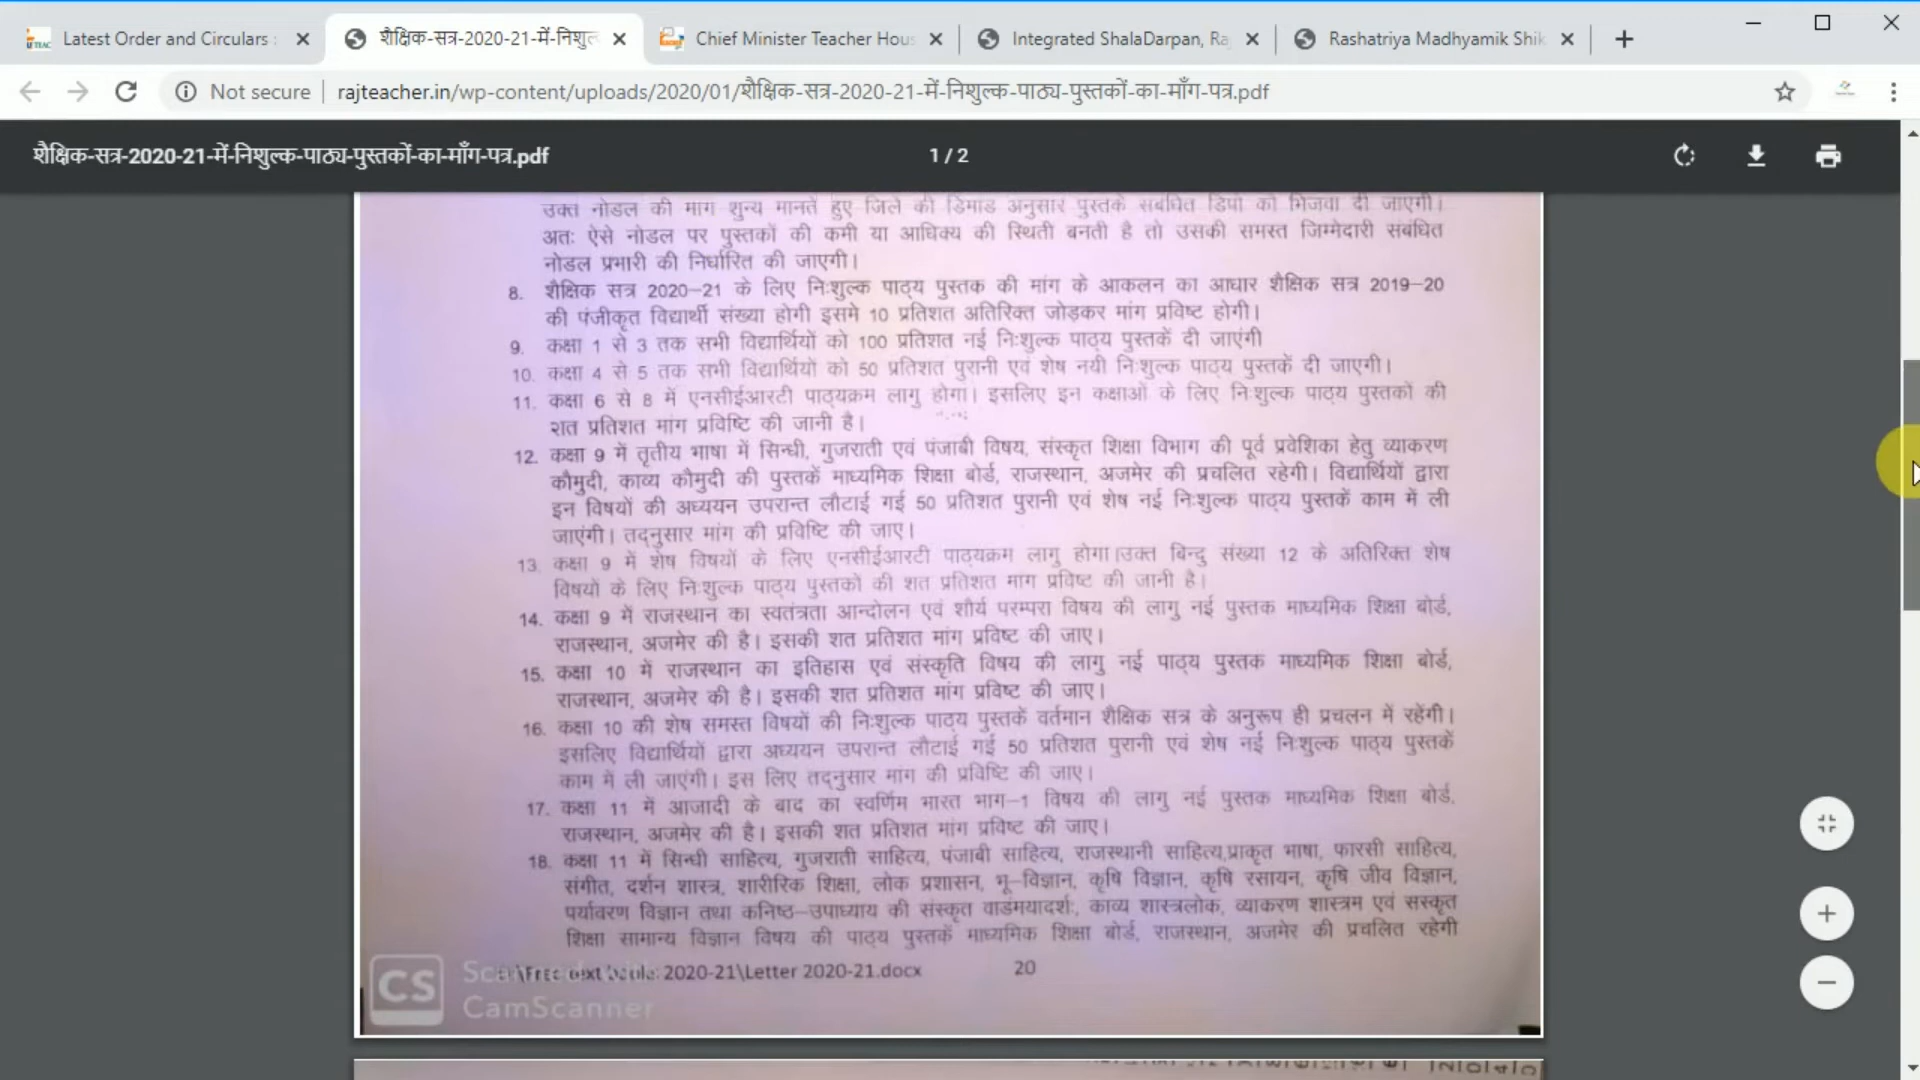 Latest Order and Circulars :
शैक्षिक-सत्र-2020-21-में-निशुल
Chief Minister Teacher Hous
Integrated ShalaDarpan, Ra
Rashatriya Madhyamik Shik
Not secure
rajteacher.in/wp-content/uploads/2020/01/शैक्षिक-सत्र-2020-21-में-निशुल्क-पाठ्य-पुस्तकों-का-माँग-पत्र.pdf
शैक्षिक-सत्र-2020-21-में-निशुल्क-पाठ्य-पुस्तकों-का-माँग-पत्र.pdf
1 / 2
उक्त नोडल की मांग शुन्य मानतें हुए जिले की डिमांड अनुसार पुस्तकें संबंधित डिपो को भिजवा दी जाएगी।
अतः ऐसे नोडल पर पुस्तकों की कमी या आधिक्य की स्थिती बनती है तो उसकी समस्त जिम्मेदारी संबंधित
नोडल प्रभारी की निर्धारित की जाएगी।
8. शैक्षिक सत्र 2020–21 के लिए निःशुल्क पाठ्य पुस्तक की मांग के आकलन का आधार शैक्षिक सत्र 2019–20
की पंजीकृत विद्यार्थी संख्या होगी इसमे 10 प्रतिशत अतिरिक्त जोड़कर मांग प्रविष्ट होगी।
9. कक्षा 1 से 3 तक सभी विद्यार्थियों को 100 प्रतिशत नई निःशुल्क पाठ्य पुस्तकें दी जाएंगी
10. कक्षा 4 से 5 तक सभी विद्यार्थियों को 50 प्रतिशत पुरानी एवं शेष नयी निःशुल्क पाठ्य पुस्तकें दी जाएगी।
11. कक्षा 6 से 8 में एनसीईआरटी पाठ्यक्रम लागु होगा। इसलिए इन कक्षाओं के लिए निःशुल्क पाठ्य पुस्तकों की
शत प्रतिशत मांग प्रविष्टि की जानी है।
12. कक्षा 9 में तृतीय भाषा में सिन्धी, गुजराती एवं पंजाबी विषय, संस्कृत शिक्षा विभाग की पूर्व प्रवेशिका हेतु व्याकरण
कौमुदी, काव्य कौमुदी की पुस्तकें माध्यमिक शिक्षा बोर्ड, राजस्थान, अजमेर की प्रचलित रहेगी। विद्यार्थियों द्वारा
इन विषयों की अध्ययन उपरान्त लौटाई गई 50 प्रतिशत पुरानी एवं शेष नई निःशुल्क पाठ्य पुस्तकें काम में ली
जाएंगी। तद्नुसार मांग की प्रविष्टि की जाए।
13. कक्षा 9 में शेष विषयों के लिए एनसीईआरटी पाठ्यक्रम लागु होगा।उक्त बिन्दु संख्या 12 के अतिरिक्त शेष
विषयों के लिए निःशुल्क पाठ्य पुस्तकों की शत प्रतिशत मांग प्रविष्ट की जानी है।
14. कक्षा 9 में राजस्थान का स्वतंत्रता आन्दोलन एवं शौर्य परम्परा विषय की लागु नई पुस्तक माध्यमिक शिक्षा बोर्ड,
राजस्थान, अजमेर की है। इसकी शत प्रतिशत मांग प्रविष्ट की जाए।
15. कक्षा 10 में राजस्थान का इतिहास एवं संस्कृति विषय की लागु नई पाठ्य पुस्तक माध्यमिक शिक्षा बोर्ड,
राजस्थान, अजमेर की है। इसकी शत प्रतिशत मांग प्रविष्ट की जाए।
16. कक्षा 10 की शेष समस्त विषयों की निःशुल्क पाठ्य पुस्तकें वर्तमान शैक्षिक सत्र के अनुरूप ही प्रचलन में रहेंगी।
इसलिए विद्यार्थियों द्वारा अध्ययन उपरान्त लौटाई गई 50 प्रतिशत पुरानी एवं शेष नई निःशुल्क पाठ्य पुस्तकें
काम में ली जाएंगी। इस लिए तद्नुसार मांग की प्रविष्टि की जाए।
17. कक्षा 11 में आजादी के बाद का स्वर्णिम भारत भाग–1 विषय की लागु नई पुस्तक माध्यमिक शिक्षा बोर्ड,
राजस्थान, अजमेर की है। इसकी शत प्रतिशत मांग प्रविष्ट की जाए।
18. कक्षा 11 में सिन्धी साहित्य, गुजराती साहित्य, पंजाबी साहित्य, राजस्थानी साहित्य,प्राकृत भाषा, फारसी साहित्य,
संगीत, दर्शन शास्त्र, शारीरिक शिक्षा, लोक प्रशासन, भू–विज्ञान, कृषि विज्ञान, कृषि रसायन, कृषि जीव विज्ञान,
पर्यावरण विज्ञान तथा कनिष्ठ–उपाध्याय की संस्कृत वाडंमयादर्शः, काव्य शास्त्रलोक, व्याकरण शास्त्रम एवं संस्कृत
शिक्षा सामान्य विज्ञान विषय की पाठ्य पुस्तकें माध्यमिक शिक्षा बोर्ड, राजस्थान, अजमेर की प्रचलित रहेगी
2020-21\Letter 2020-21.docx 20
CS Scanned with
CamScanner